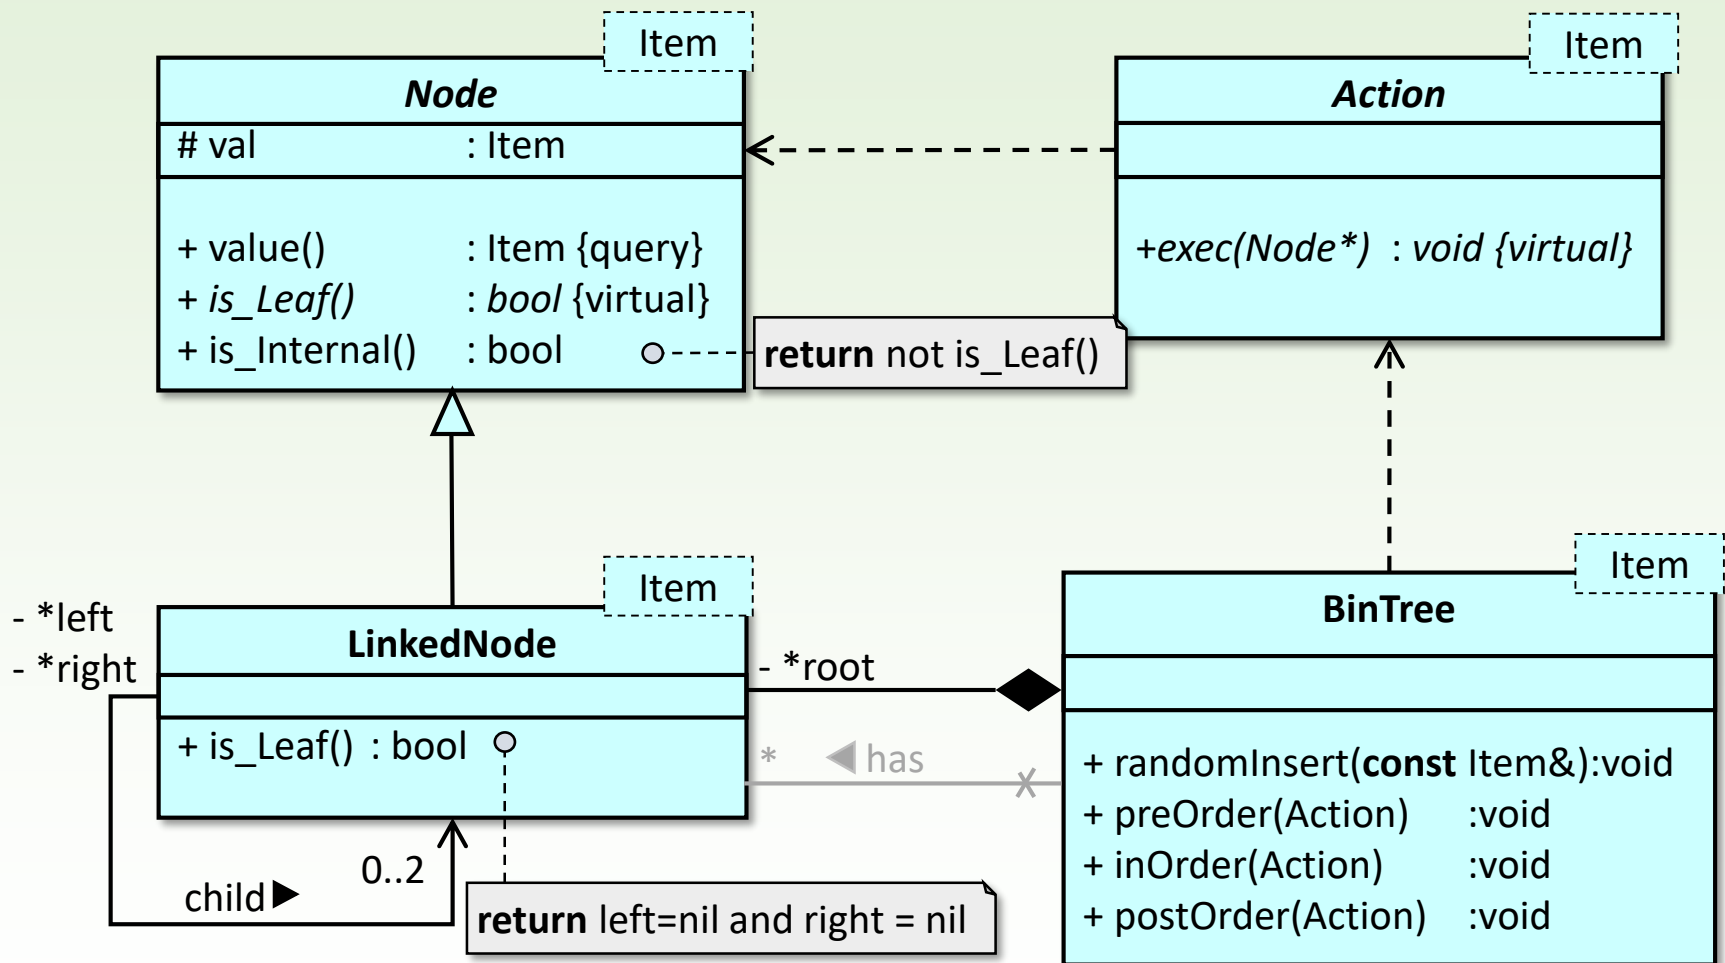 Item
Node
# val : Item
+ value() : Item {query}
+ is_Leaf() : bool {virtual}
+ is_Internal() : bool
return not is_Leaf()
Item
Action
+exec(Node*) : void {virtual}
- *left
- *right
Item
LinkedNode
+ is_Leaf() : bool
child▶
0..2
return left=nil and right = nil
- *root
* ◀ has
Item
BinTree
+ randomInsert(const Item&):void
+ preOrder(Action) :void
+ inOrder(Action) :void
+ postOrder(Action) :void